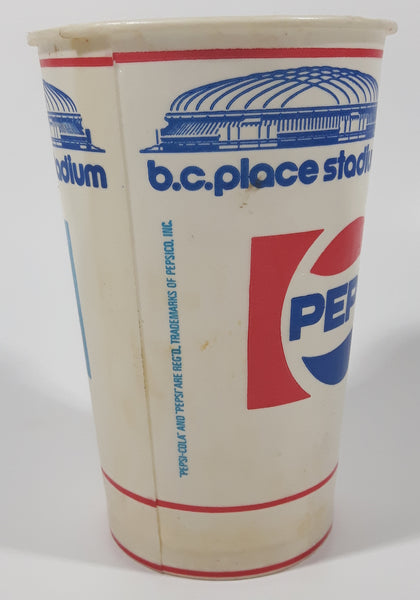 adium
b.c.place stadiu
PEP
"PEPSI-COLA" AND "PEPSI" ARE REG'D. TRADEMARKS OF PEPSICO, INC.